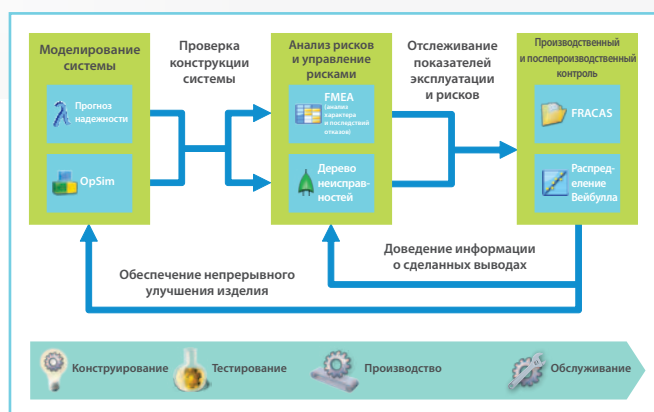 Моделирование
системы
Прогноз
надежности
OpSim
Проверка
конструкции
системы
Анализ рисков
и управление
рисками
FMEA
(анализ
характера
и последствий
отказов)
Дерево
неисправ-
ностей
Отслеживание
показателей
эксплуатации
и рисков
Производственный
и послепроизводственный
контроль
FRACAS
Распред-
еление
Вейбулла
Доведение информации
о сделанных выводах
Обеспечение непрерывного
улучшения изделия
Конструирование
Тестирование
Производство
Обслуживание